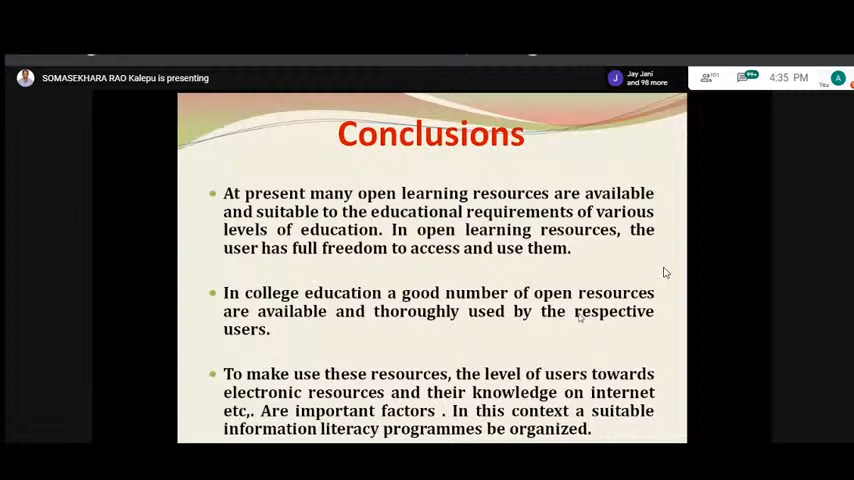 SOMASEKHARA RAO Kalepu is presenting
J
Jay Jani
and 98 more
101
99+
4:35 PM
A
You
Conclusions
At present many open learning resources are available
and suitable to the educational requirements of various
levels of education. In open learning resources, the
user has full freedom to access and use them.
In college education a good number of open resources
are available and thoroughly used by the respective
users.
To make use these resources, the level of users towards
electronic resources and their knowledge on internet
etc,. Are important factors . In this context a suitable
information literacy programmes be organized.